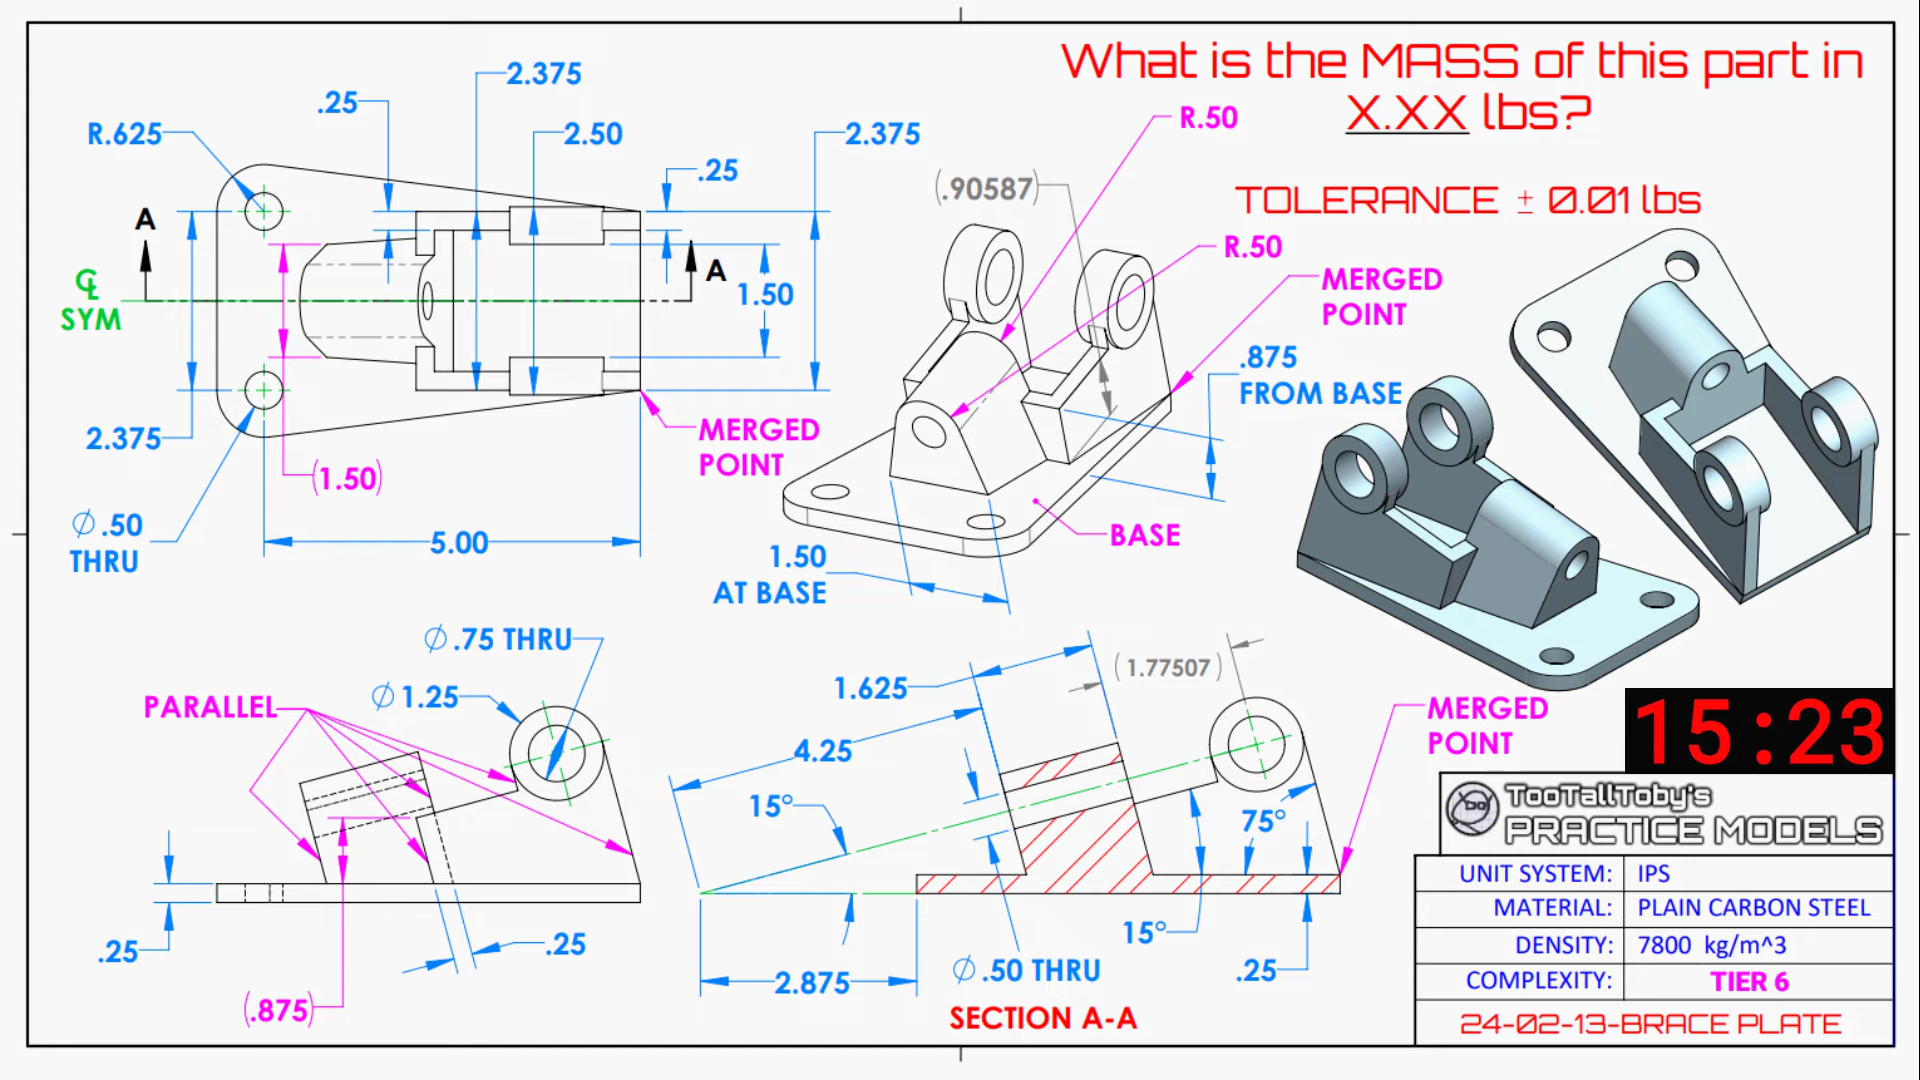 What is the MASS of this part in
X.XX lbs?
TOLERANCE ± 0.01 lbs
2.375
.25
R.625
2.50
2.375
.25
A
A
℄
SYM
1.50
2.375
(1.50)
MERGED
POINT
∅ .50
THRU
5.00
R.50
(.90587)
R.50
MERGED
POINT
.875
FROM BASE
BASE
1.50
AT BASE
∅ .75 THRU
PARALLEL
∅ 1.25
.25
.25
(.875)
1.625
(1.77507)
4.25
15°
75°
MERGED
POINT
15°
∅ .50 THRU
.25
2.875
SECTION A-A
15:23
TooTallToby's
PRACTICE MODELS
UNIT SYSTEM: IPS
MATERIAL: PLAIN CARBON STEEL
DENSITY: 7800 kg/m^3
COMPLEXITY: TIER 6
24-02-13-BRACE PLATE